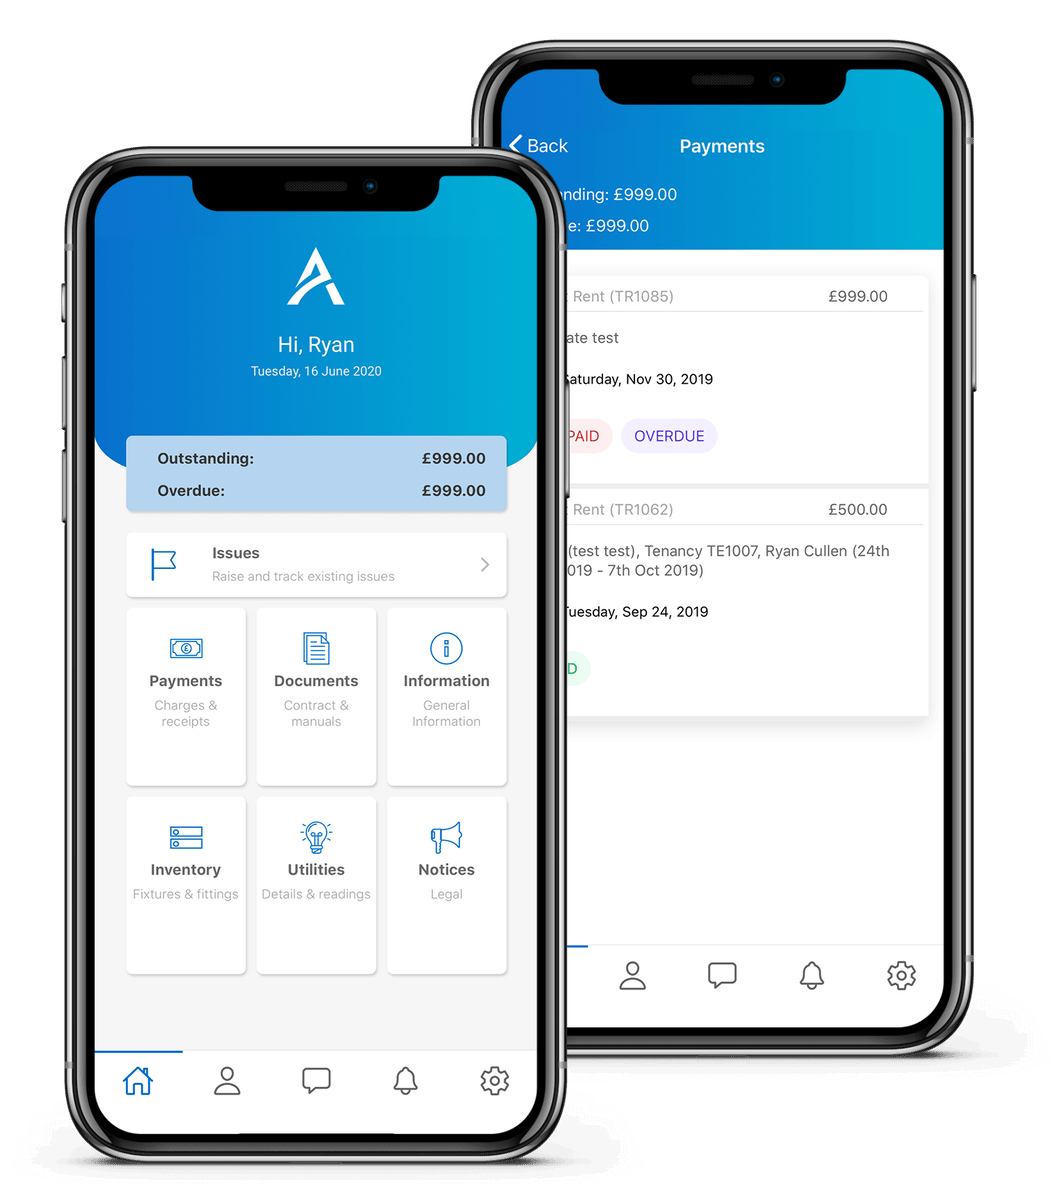 Hi, Ryan
Tuesday, 16 June 2020
Outstanding: £999.00
Overdue: £999.00
Issues
Raise and track existing issues
Payments
Charges &
receipts
Documents
Contract &
manuals
Information
General
Information
Inventory
Fixtures & fittings
Utilities
Details & readings
Notices
Legal
Back
Payments
nding: £999.00
e: £999.00
Rent (TR1085) £999.00
ate test
Saturday, Nov 30, 2019
PAID
OVERDUE
Rent (TR1062) £500.00
(test test), Tenancy TE1007, Ryan Cullen (24th
019 - 7th Oct 2019)
Tuesday, Sep 24, 2019
D